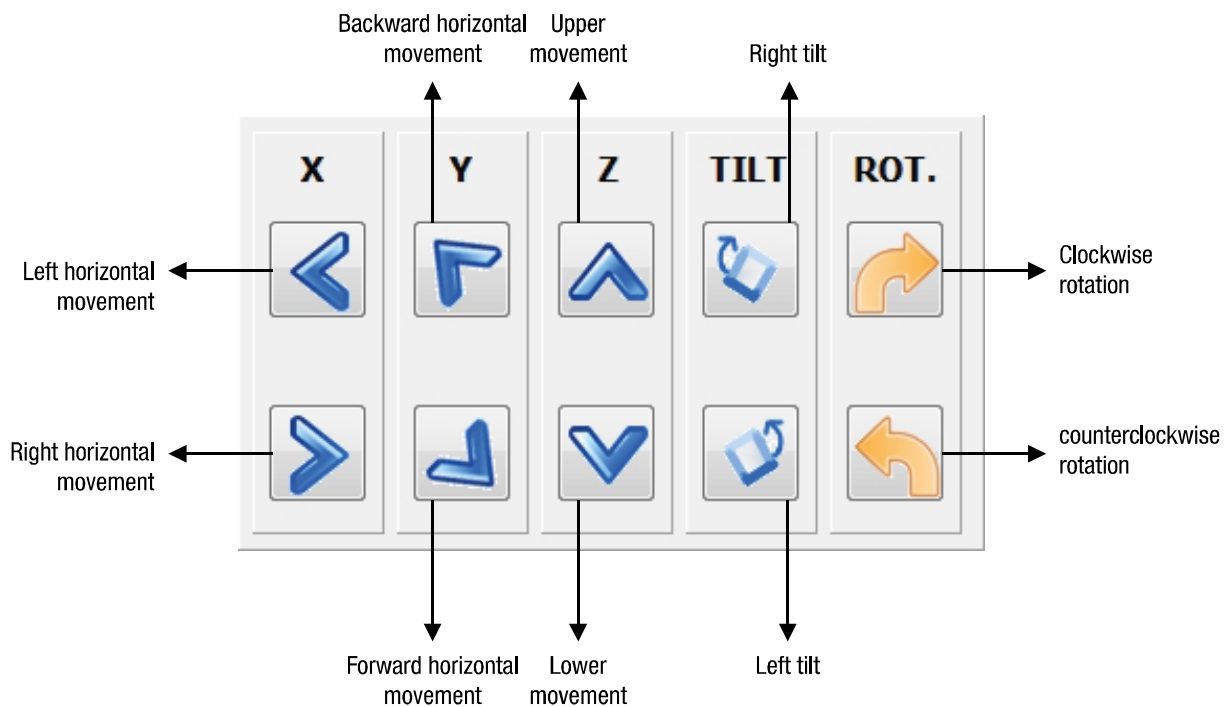 Backward horizontal
movement
Upper
movement
Right tilt
X
Y
Z
TILT
ROT.
Left horizontal
movement
Clockwise
rotation
Right horizontal
movement
counterclockwise
rotation
Forward horizontal
movement
Lower
movement
Left tilt